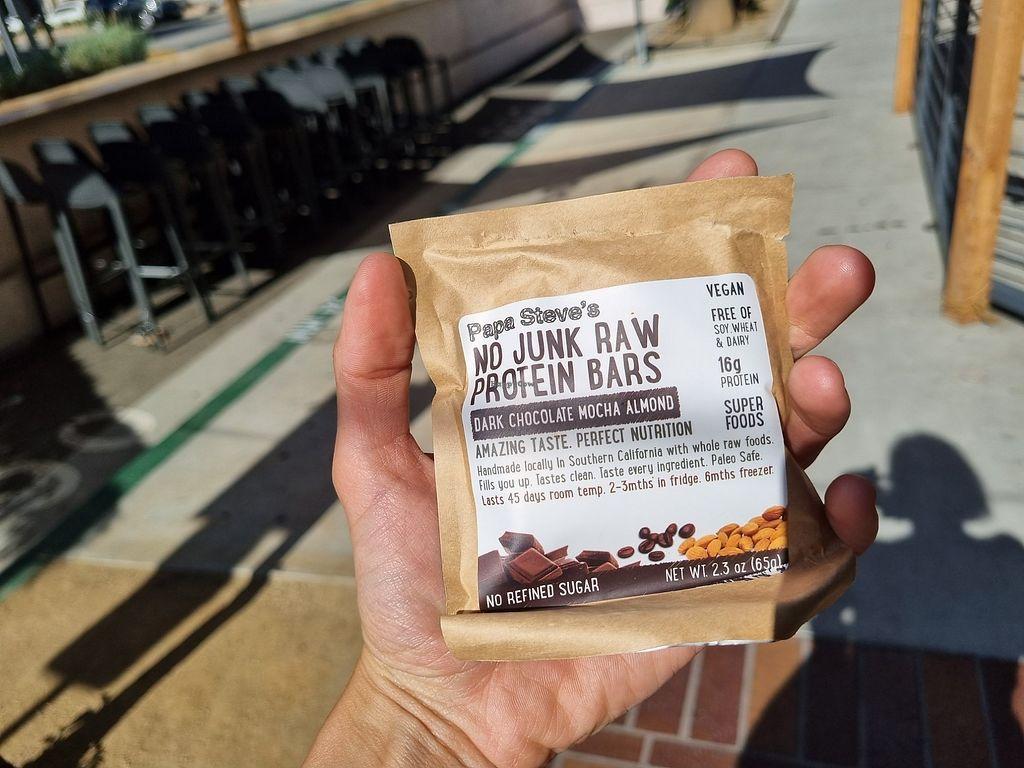 Papa Steve's
NO JUNK RAW
PROTEIN BARS
DARK CHOCOLATE MOCHA ALMOND
AMAZING TASTE. PERFECT NUTRITION
Handmade locally in Southern California with whole raw foods.
Fills you up. Tastes clean. Taste every ingredient. Paleo Safe.
Lasts 45 days room temp. 2-3mths in fridge. 6mths freezer.
VEGAN
FREE OF
SOY, WHEAT
& DAIRY
16g
PROTEIN
SUPER
FOODS
NO REFINED SUGAR
NET WT. 2.3 oz (65g)